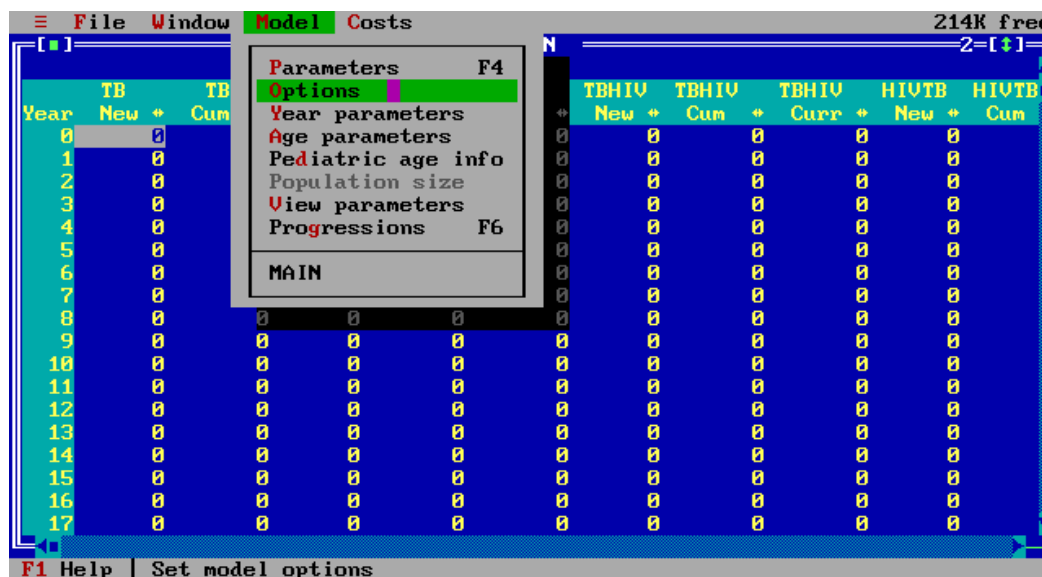 ≡ File Window Model Costs 214K free
[■] N 2=[↕]
Parameters F4
TB TB Options TBHIV TBHIV TBHIV HIVTB HIVTB
Year New Cum Year parameters New Cum Curr New Cum
0 0 Age parameters 0 0 0 0 0
1 0 Pediatric age info 0 0 0 0 0
2 0 Population size 0 0 0 0 0
3 0 View parameters 0 0 0 0 0
4 0 Progressions F6 0 0 0 0 0
5 0 0 0 0 0 0
6 0 MAIN 0 0 0 0 0
7 0 0 0 0 0 0
8 0 0 0 0 0 0 0 0 0
9 0 0 0 0 0 0 0 0 0
10 0 0 0 0 0 0 0 0 0
11 0 0 0 0 0 0 0 0 0
12 0 0 0 0 0 0 0 0 0
13 0 0 0 0 0 0 0 0 0
14 0 0 0 0 0 0 0 0 0
15 0 0 0 0 0 0 0 0 0
16 0 0 0 0 0 0 0 0 0
17 0 0 0 0 0 0 0 0 0
F1 Help | Set model options